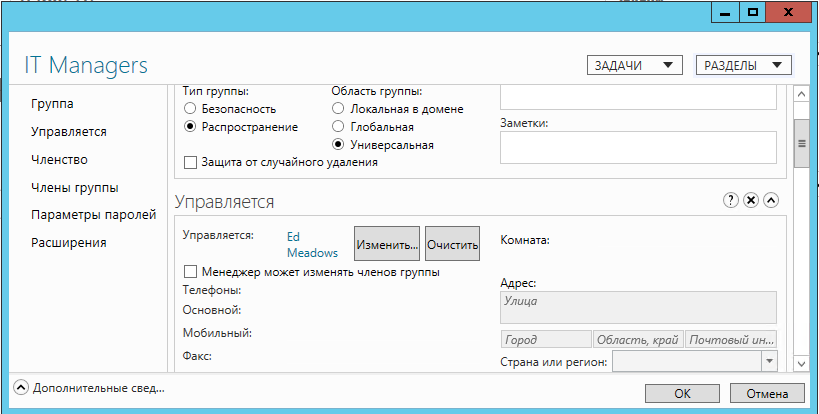 IT Managers
ЗАДАЧИ
РАЗДЕЛЫ
Группа
Управляется
Членство
Члены группы
Параметры паролей
Расширения
Тип группы:
Область группы:
Безопасность
Локальная в домене
Распространение
Глобальная
Универсальная
Защита от случайного удаления
Заметки:
Управляется
Управляется:
Ed
Meadows
Изменить...
Очистить
Менеджер может изменять членов группы
Телефоны:
Основной:
Мобильный:
Факс:
Комната:
Адрес:
Улица
Город
Область, край
Почтовый ин...
Страна или регион:
Дополнительные свед...
ОК
Отмена